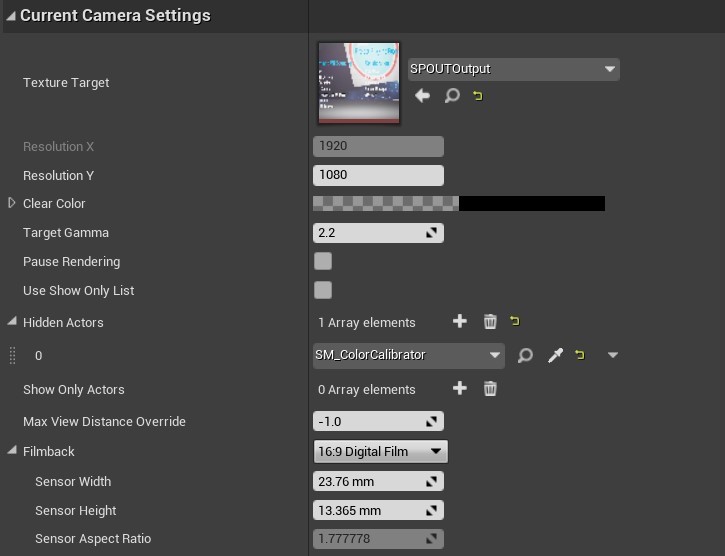 Current Camera Settings
Texture Target
SPOUTOutput
Resolution X
1920
Resolution Y
1080
Clear Color
Target Gamma
2.2
Pause Rendering
Use Show Only List
Hidden Actors
1 Array elements
0
SM_ColorCalibrator
Show Only Actors
0 Array elements
Max View Distance Override
-1.0
Filmback
16:9 Digital Film
Sensor Width
23.76 mm
Sensor Height
13.365 mm
Sensor Aspect Ratio
1.777778